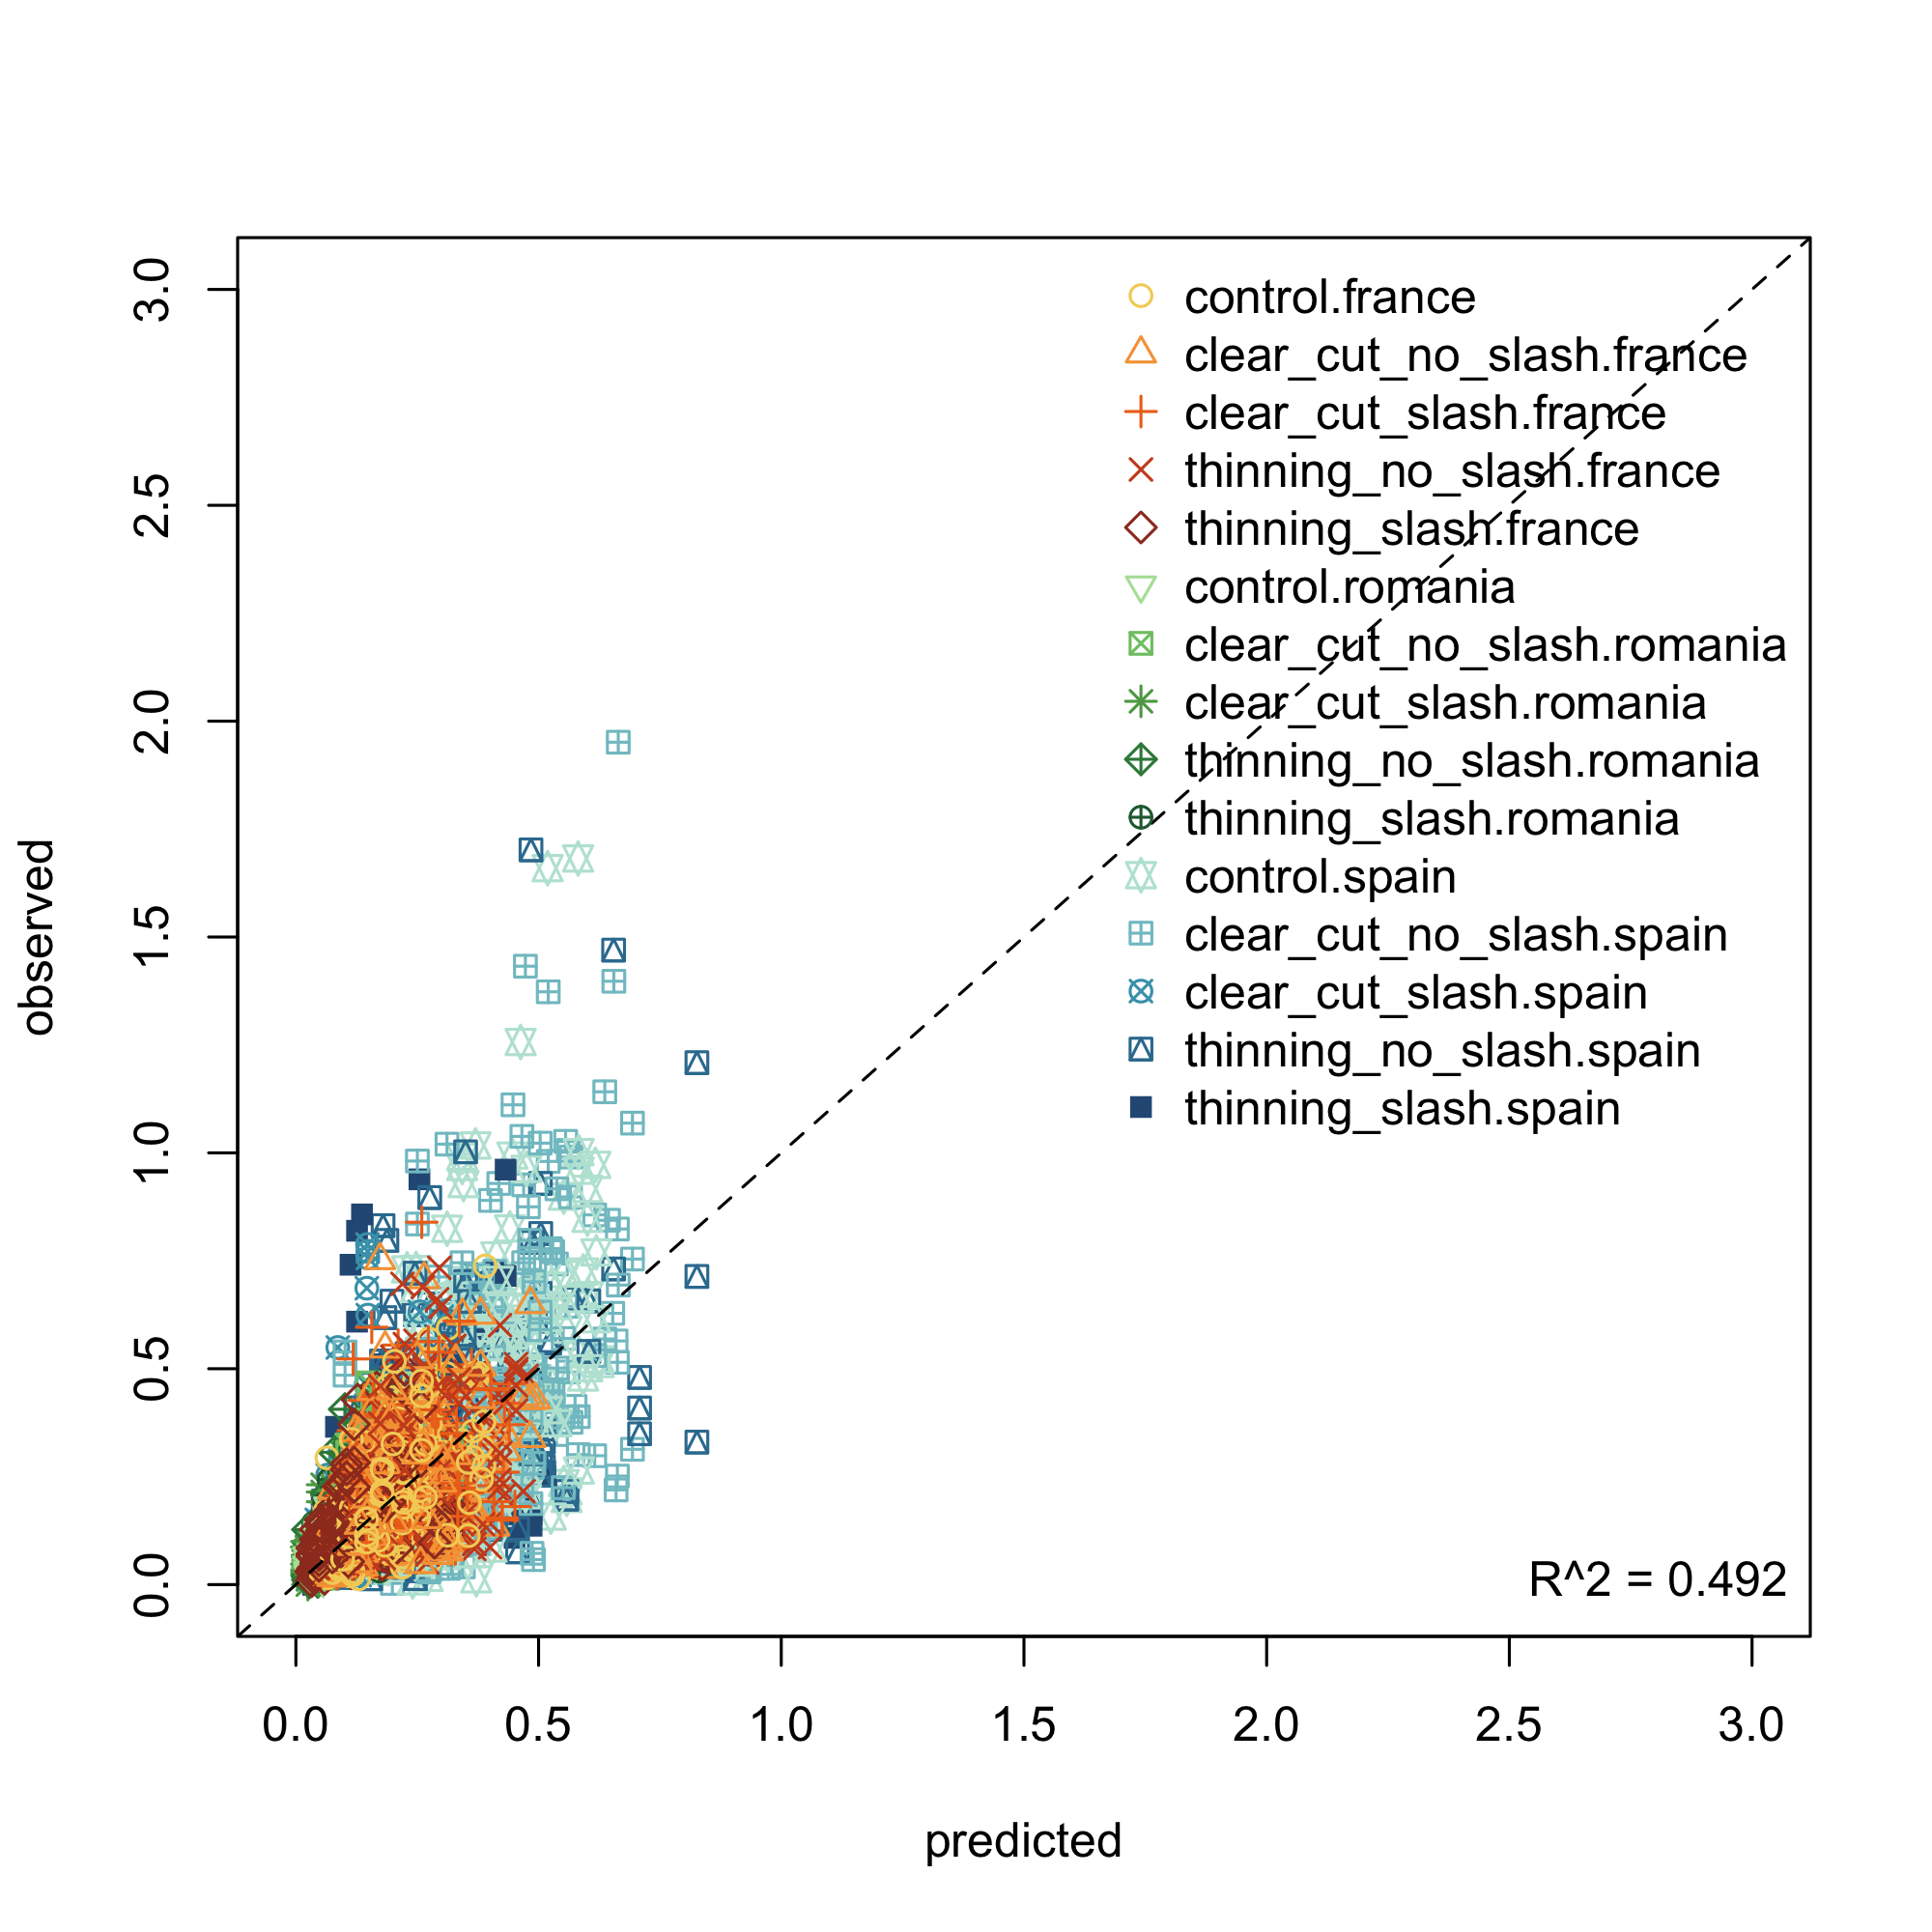 3.0
2.5
2.0
1.5
1.0
0.5
0.0
observed
control.france
clear_cut_no_slash.france
clear_cut_slash.france
thinning_no_slash.france
thinning_slash.france
control.romania
clear_cut_no_slash.romania
clear_cut_slash.romania
thinning_no_slash.romania
thinning_slash.romania
control.spain
clear_cut_no_slash.spain
clear_cut_slash.spain
thinning_no_slash.spain
thinning_slash.spain
R^2 = 0.492
0.0 0.5 1.0 1.5 2.0 2.5 3.0
predicted